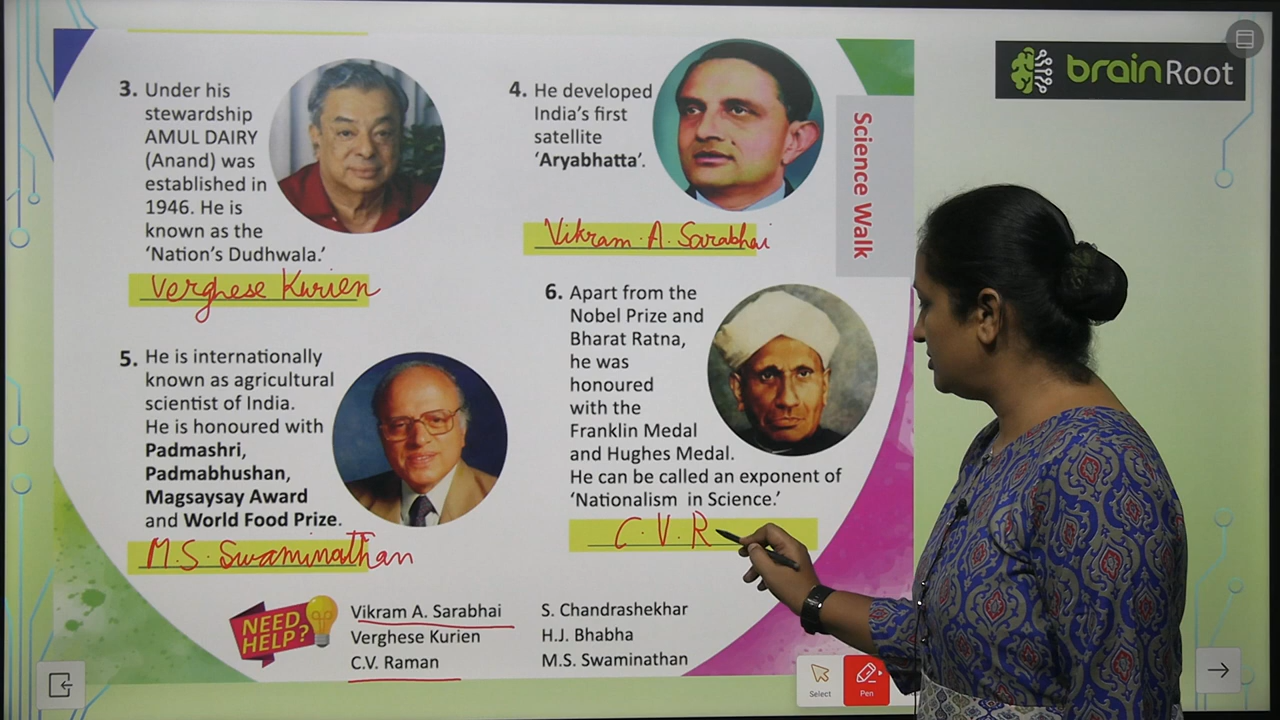 brainRoot
Science Walk
3. Under his
stewardship
AMUL DAIRY
(Anand) was
established in
1946. He is
known as the
‘Nation’s Dudhwala.’
Verghese Kurien
4. He developed
India’s first
satellite
‘Aryabhatta’.
Vikram. A. Sarabhai
5. He is internationally
known as agricultural
scientist of India.
He is honoured with
Padmashri,
Padmabhushan,
Magsaysay Award
and World Food Prize.
M.S. Swaminathan
6. Apart from the
Nobel Prize and
Bharat Ratna,
he was
honoured
with the
Franklin Medal
and Hughes Medal.
He can be called an exponent of
‘Nationalism in Science.’
C.V.R
NEED
HELP?
Vikram A. Sarabhai
Verghese Kurien
C.V. Raman
S. Chandrashekhar
H.J. Bhabha
M.S. Swaminathan
Select
Pen